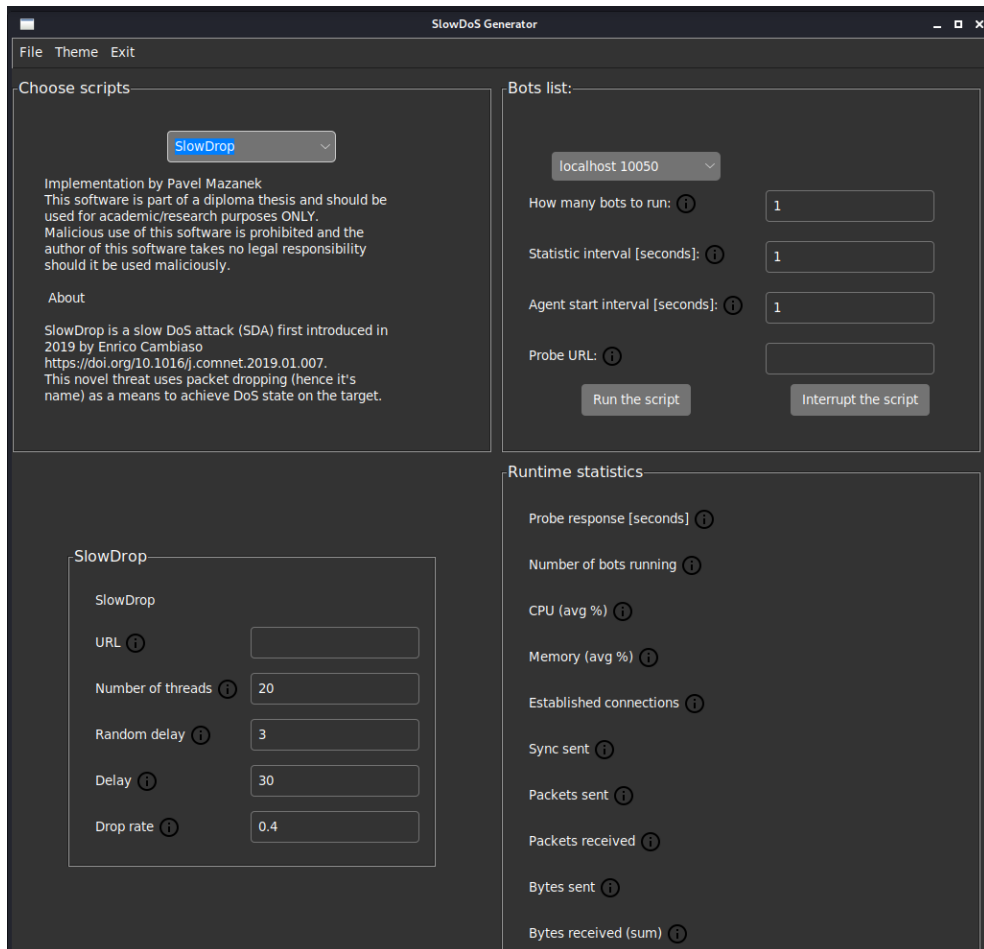 SlowDoS Generator
File Theme Exit
Choose scripts
SlowDrop
Implementation by Pavel Mazanek
This software is part of a diploma thesis and should be
used for academic/research purposes ONLY.
Malicious use of this software is prohibited and the
author of this software takes no legal responsibility
should it be used maliciously.
About
SlowDrop is a slow DoS attack (SDA) first introduced in
2019 by Enrico Cambiaso
https://doi.org/10.1016/j.comnet.2019.01.007.
This novel threat uses packet dropping (hence it's
name) as a means to achieve DoS state on the target.
Bots list:
localhost 10050
How many bots to run: 1
Statistic interval [seconds]: 1
Agent start interval [seconds]: 1
Probe URL:
Run the script Interrupt the script
SlowDrop
SlowDrop
URL
Number of threads 20
Random delay 3
Delay 30
Drop rate 0.4
Runtime statistics
Probe response [seconds]
Number of bots running
CPU (avg %)
Memory (avg %)
Established connections
Sync sent
Packets sent
Packets received
Bytes sent
Bytes received (sum)